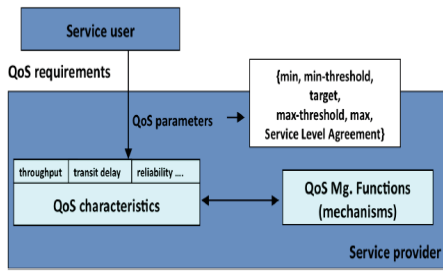 Service user
QoS requirements
{min, min-threshold,
target,
max-threshold, max,
Service Level Agreement}
QoS parameters
throughput
transit delay
reliability ....
QoS characteristics
QoS Mg. Functions
(mechanisms)
Service provider